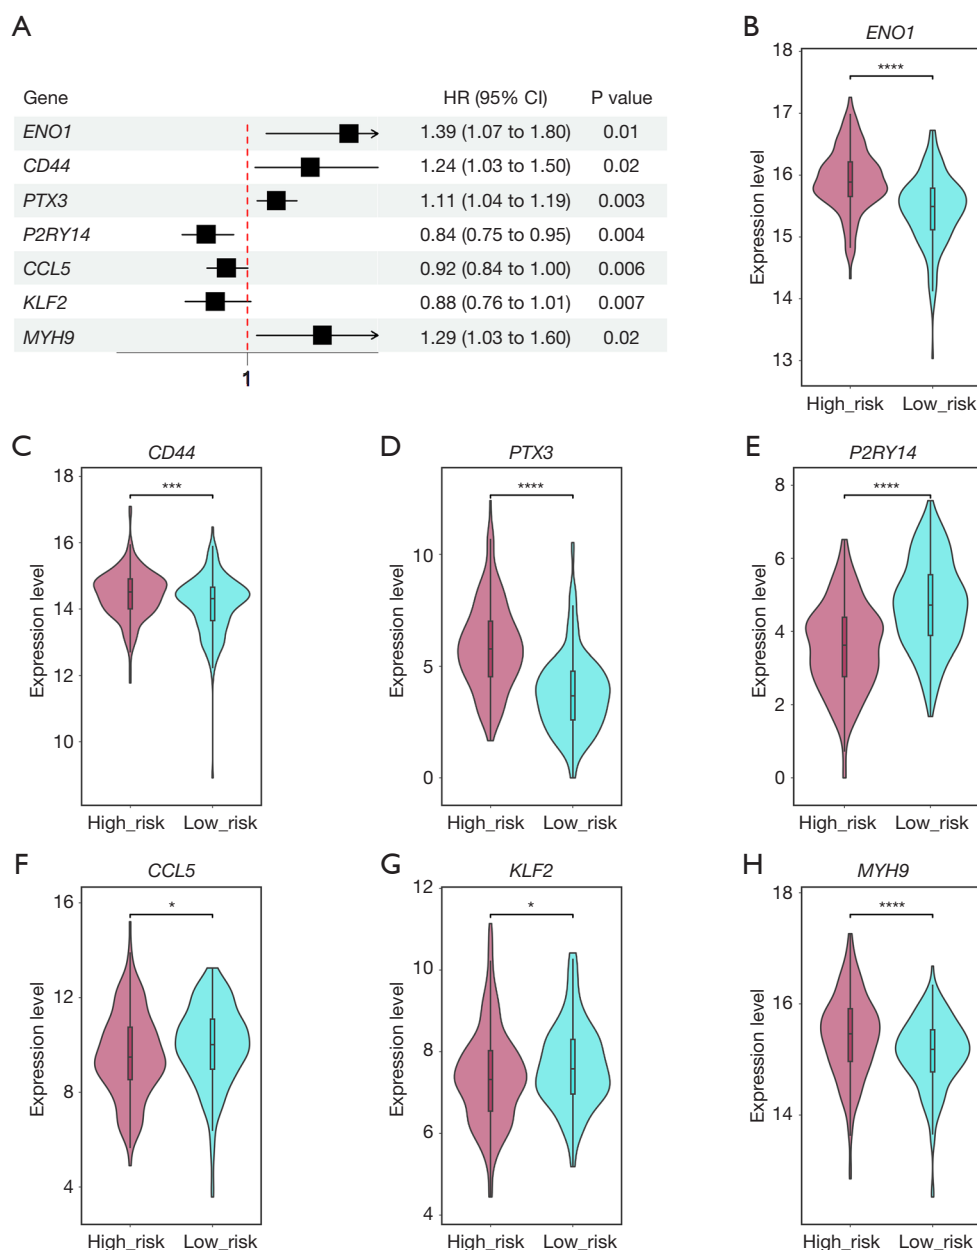 A
Gene HR (95% CI) P value
ENO1 1.39 (1.07 to 1.80) 0.01
CD44 1.24 (1.03 to 1.50) 0.02
PTX3 1.11 (1.04 to 1.19) 0.003
P2RY14 0.84 (0.75 to 0.95) 0.004
CCL5 0.92 (0.84 to 1.00) 0.006
KLF2 0.88 (0.76 to 1.01) 0.007
MYH9 1.29 (1.03 to 1.60) 0.02
1
B
ENO1
Expression level
18
17
16
15
14
13
****
High_risk Low_risk
C
CD44
Expression level
18
16
14
12
10
***
High_risk Low_risk
D
PTX3
Expression level
10
5
0
****
High_risk Low_risk
E
P2RY14
Expression level
8
6
4
2
0
****
High_risk Low_risk
F
CCL5
Expression level
16
12
8
4
*
High_risk Low_risk
G
KLF2
Expression level
12
10
8
6
4
*
High_risk Low_risk
H
MYH9
Expression level
18
16
14
****
High_risk Low_risk